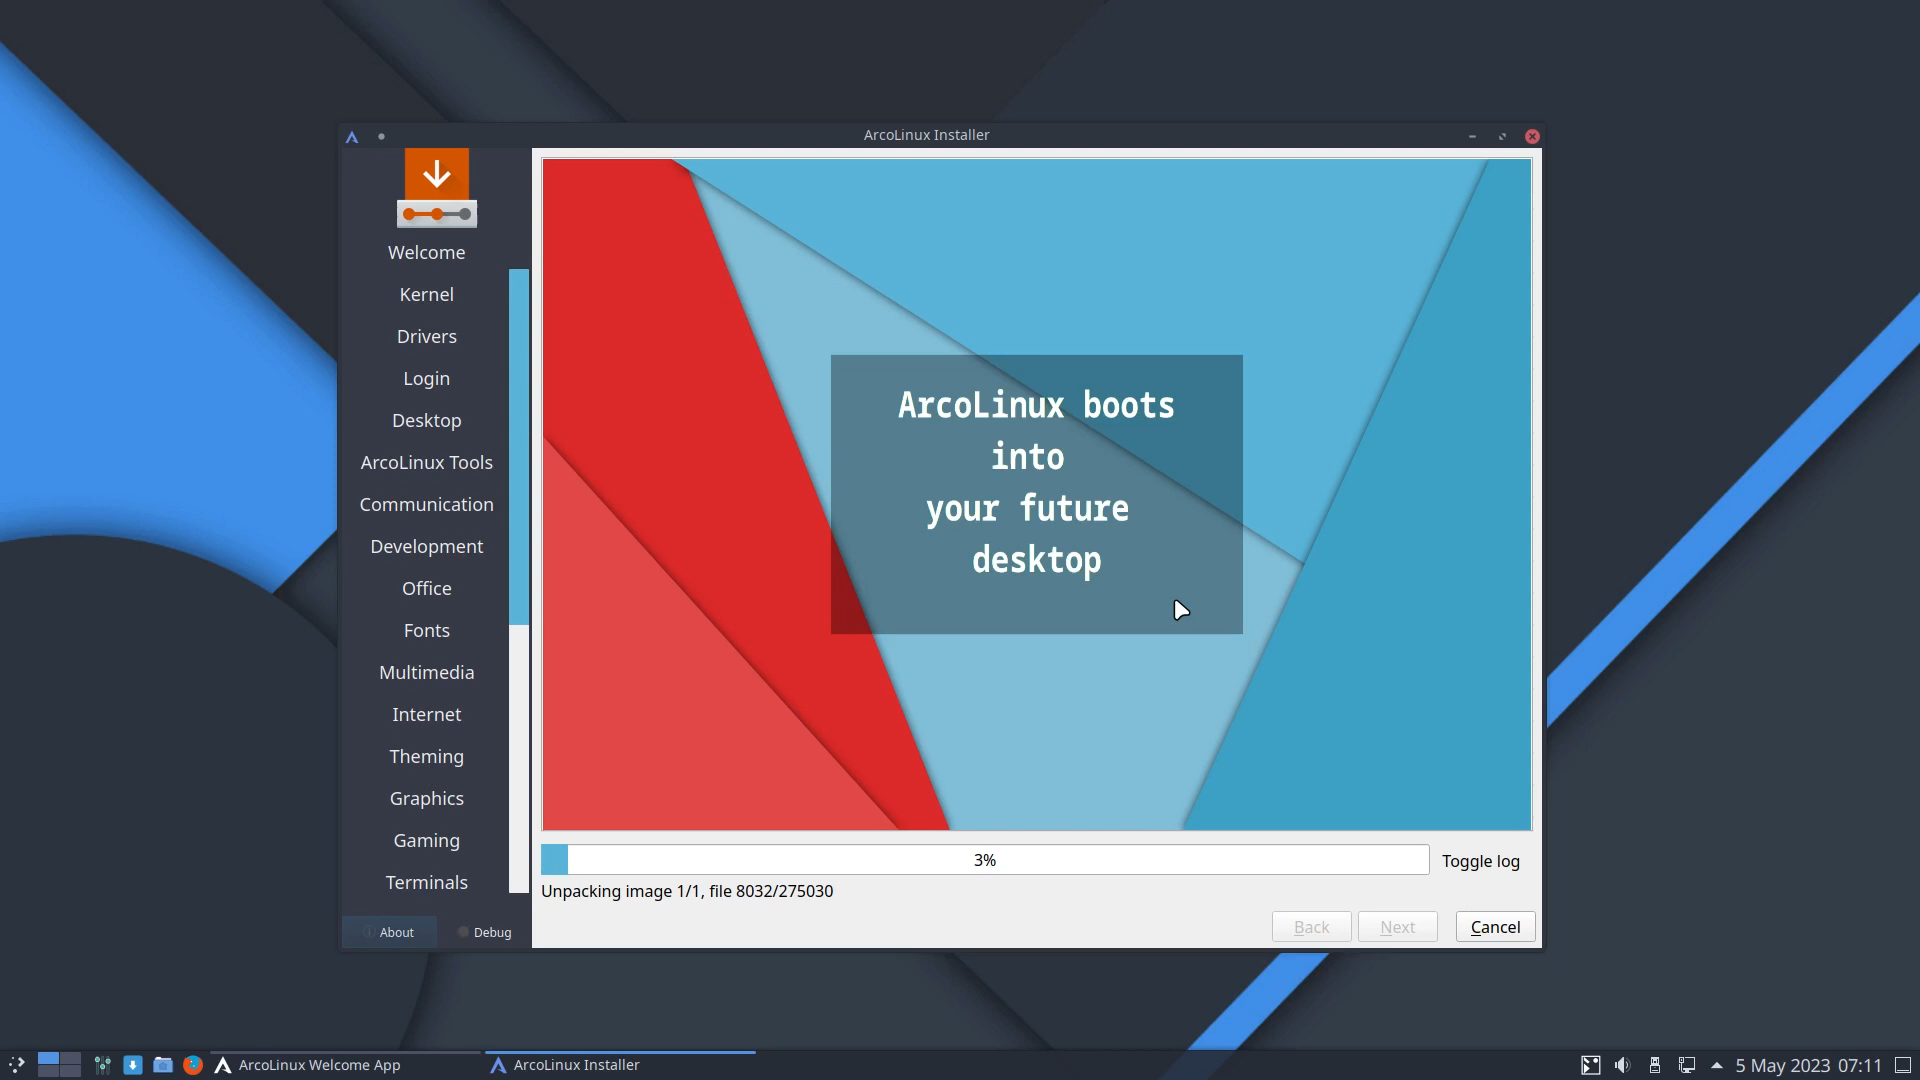 ArcoLinux Installer
Welcome
Kernel
Drivers
Login
Desktop
ArcoLinux Tools
Communication
Development
Office
Fonts
Multimedia
Internet
Theming
Graphics
Gaming
Terminals
About
Debug
ArcoLinux boots
into
your future
desktop
3%
Toggle log
Unpacking image 1/1, file 8032/275030
Back
Next
Cancel
ArcoLinux Welcome App
ArcoLinux Installer
5 May 2023 07:11